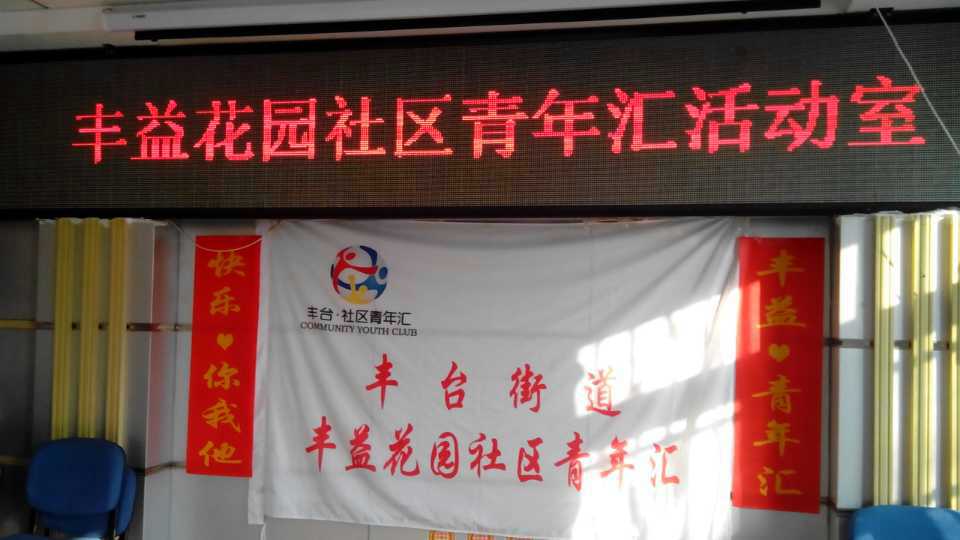 丰益花园社区青年汇活动室
快乐♥你我他
丰台·社区青年汇
COMMUNITY YOUTH CLUB
丰台街道
丰益花园社区青年汇
丰益♥青年汇